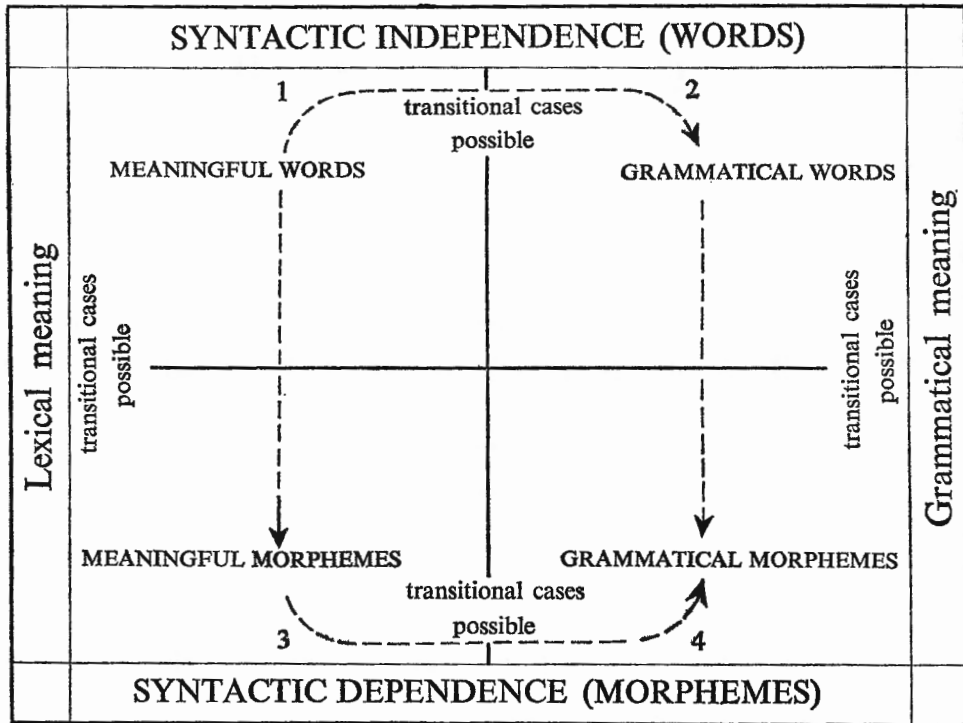 SYNTACTIC INDEPENDENCE (WORDS)
1
2
transitional cases
possible
MEANINGFUL WORDS
GRAMMATICAL WORDS
Lexical meaning
transitional cases
possible
transitional cases
possible
Grammatical meaning
MEANINGFUL MORPHEMES
GRAMMATICAL MORPHEMES
transitional cases
possible
3
4
SYNTACTIC DEPENDENCE (MORPHEMES)